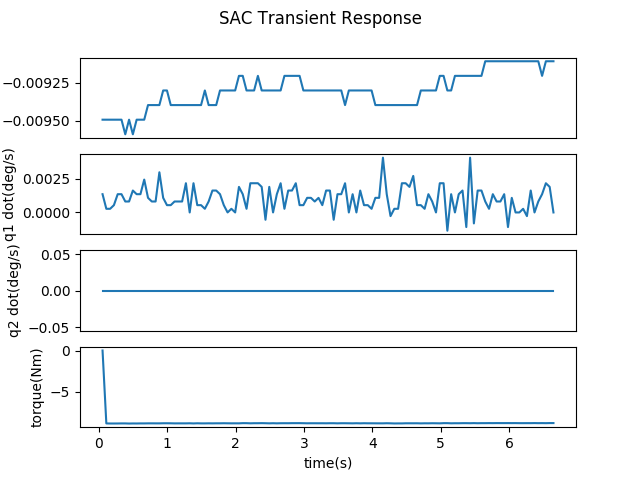 SAC Transient Response
−0.00925
−0.00950
q1 dot(deg/s)
0.0025
0.0000
q2 dot(deg/s)
0.05
0.00
−0.05
torque(Nm)
0
−5
0 1 2 3 4 5 6
time(s)